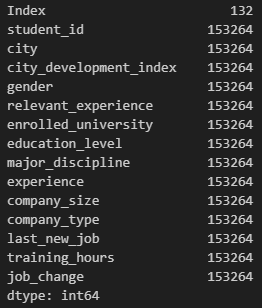 Index 132
student_id 153264
city 153264
city_development_index 153264
gender 153264
relevant_experience 153264
enrolled_university 153264
education_level 153264
major_discipline 153264
experience 153264
company_size 153264
company_type 153264
last_new_job 153264
training_hours 153264
job_change 153264
dtype: int64